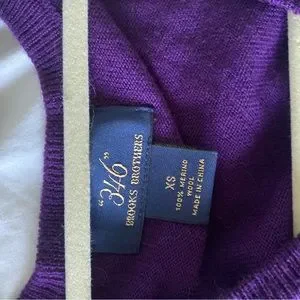 "346"
BROOKS BROTHERS
XS
100% MERINO
WOOL
MADE IN CHINA